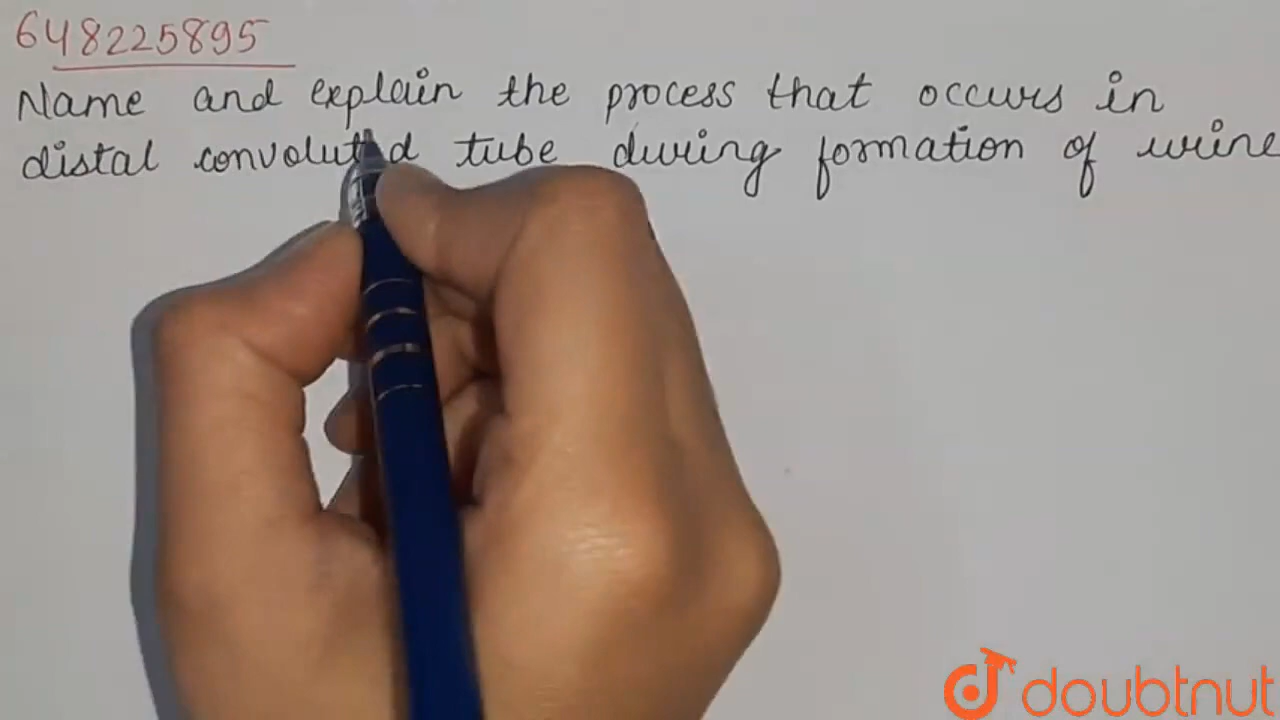 648225895
Name and explain the process that occurs in
distal convoluted tube during formation of urine
doubtnut